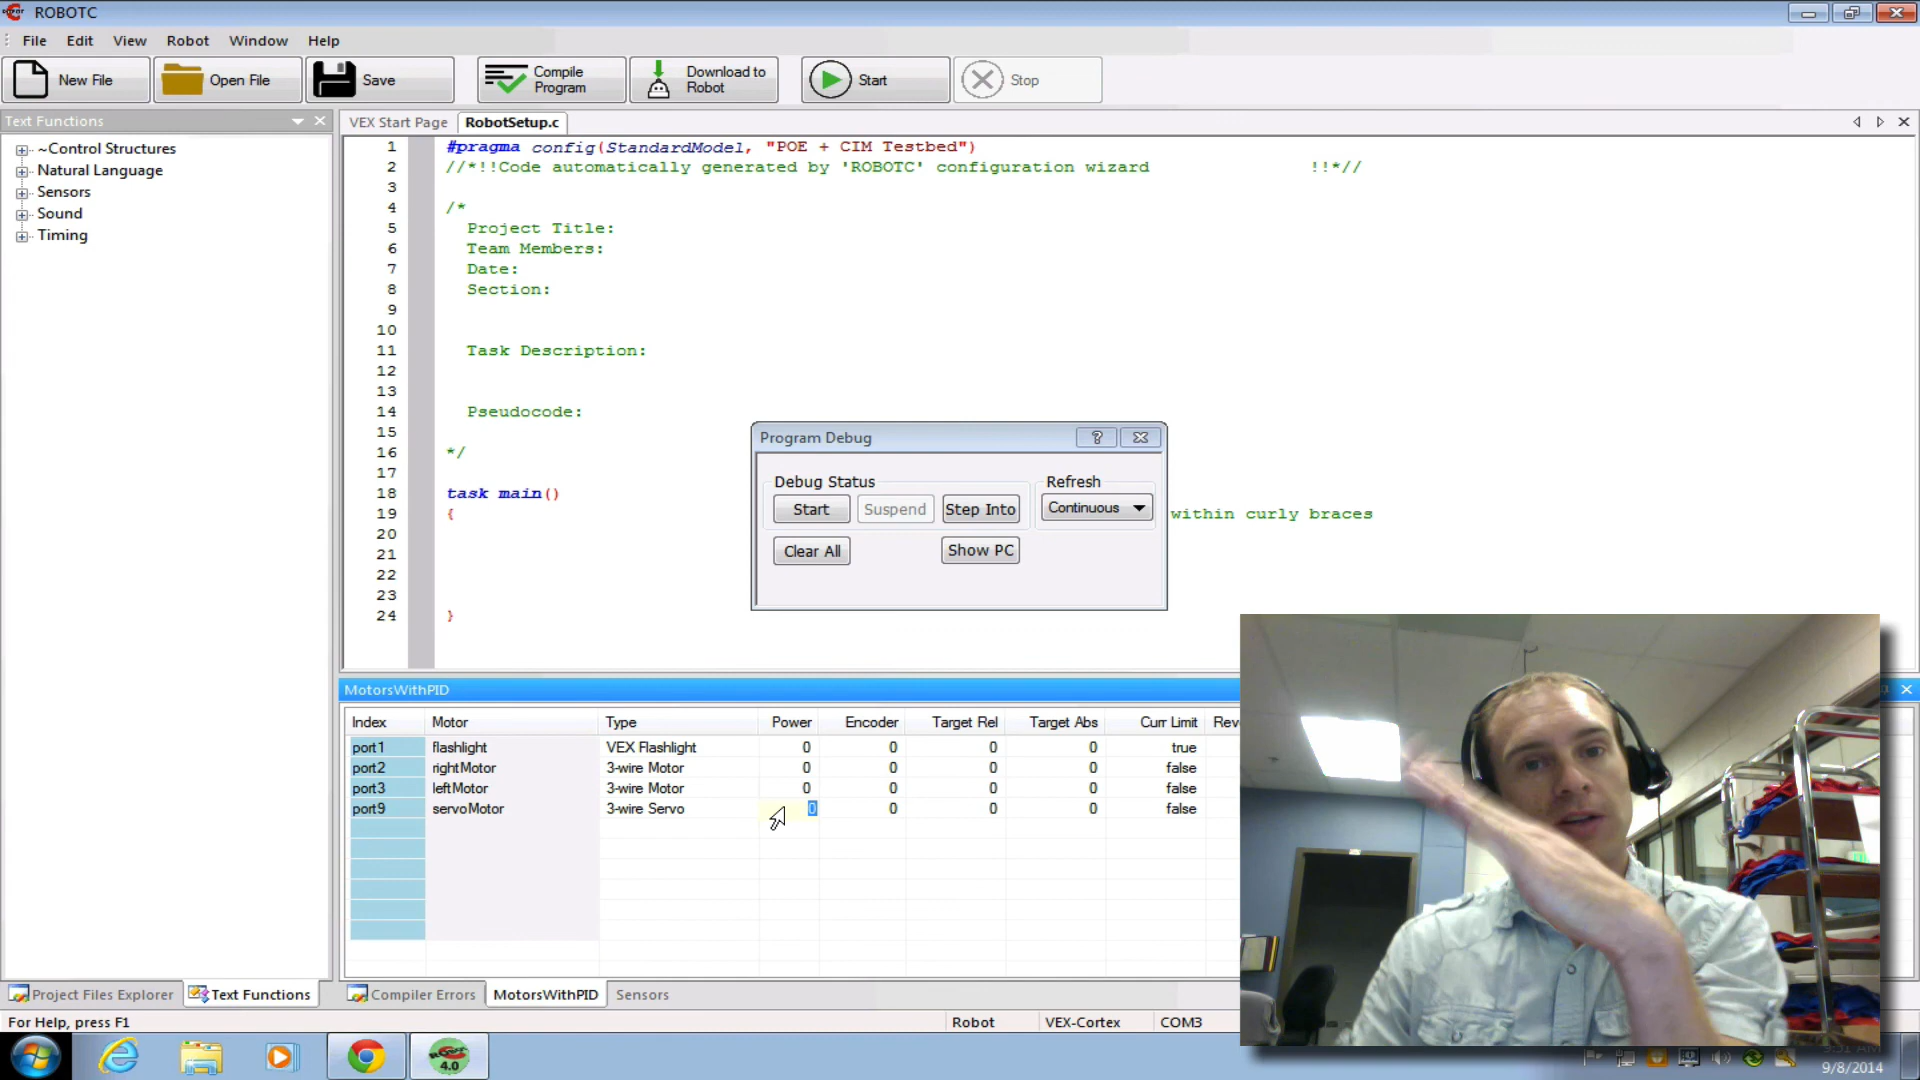 ROBOTC
File Edit View Robot Window Help
New File Open File Save Compile Program Download to Robot Start Stop
Text Functions
~Control Structures
Natural Language
Sensors
Sound
Timing
VEX Start Page RobotSetup.c
1 #pragma config(StandardModel, "POE + CIM Testbed")
2 //*!!Code automatically generated by 'ROBOTC' configuration wizard !!*//
3
4 /*
5 Project Title:
6 Team Members:
7 Date:
8 Section:
9
10
11 Task Description:
12
13
14 Pseudocode:
15
16 */
17
18 task main()
19 { within curly braces
20
21
22
23
24 }
Program Debug
Debug Status Refresh
Start Suspend Step Into Continuous
Clear All Show PC
MotorsWithPID
Index Motor Type Power Encoder Target Rel Target Abs Curr Limit
port1 flashlight VEX Flashlight 0 0 0 0 true
port2 rightMotor 3-wire Motor 0 0 0 0 false
port3 leftMotor 3-wire Motor 0 0 0 0 false
port9 servoMotor 3-wire Servo 0 0 0 0 false
Project Files Explorer Text Functions Compiler Errors MotorsWithPID Sensors
For Help, press F1 Robot VEX-Cortex COM3
4.0
9/8/2014